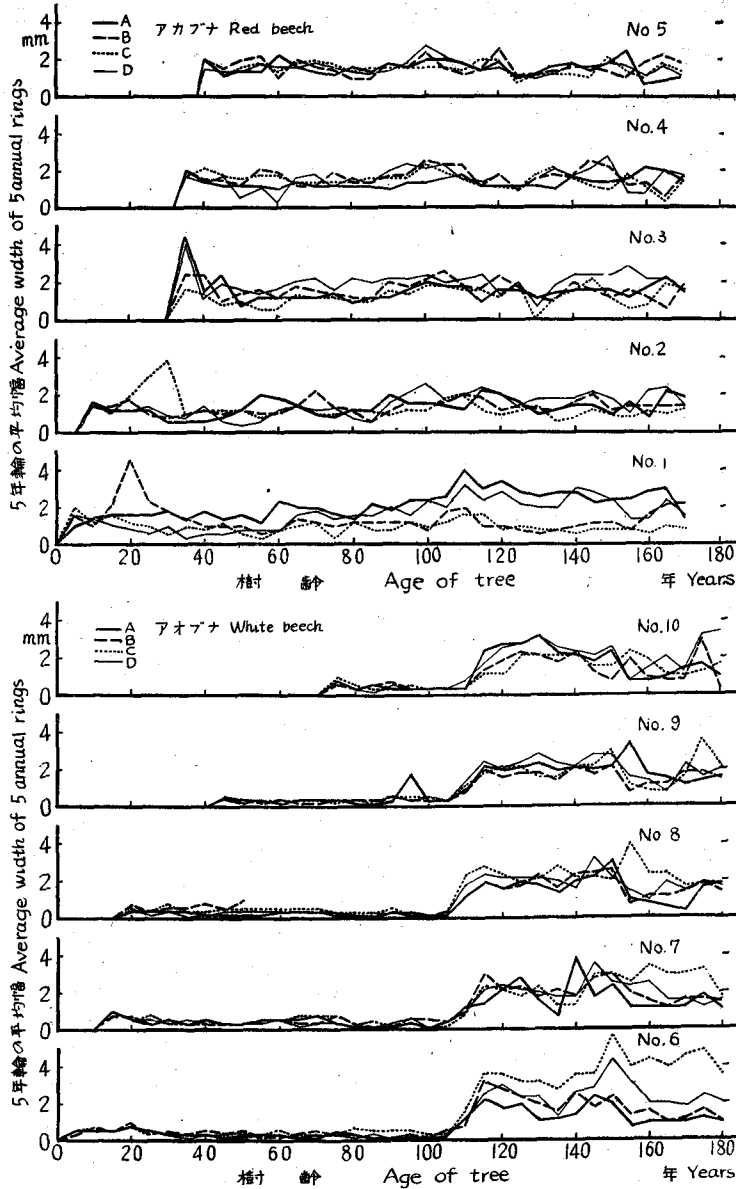 A アカブナ Red beech
B
C
D
No 5
No.4
No.3
No.2
No.1
mm
4
2
0
4
2
0
4
2
0
4
2
0
4
2
0
5年輪の平均幅 Average width of 5 annual rings
0 20 40 60 80 100 120 140 160 180
樹 齢 Age of tree 年 Years
A アオブナ White beech
B
C
D
No.10
No. 9
No 8
No.7
No.6
mm
4
2
0
4
2
0
4
2
0
4
2
0
4
2
0
5年輪の平均幅 Average width of 5 annual rings
0 20 40 60 80 100 120 140 160 180
樹 齢 Age of tree 年 Years